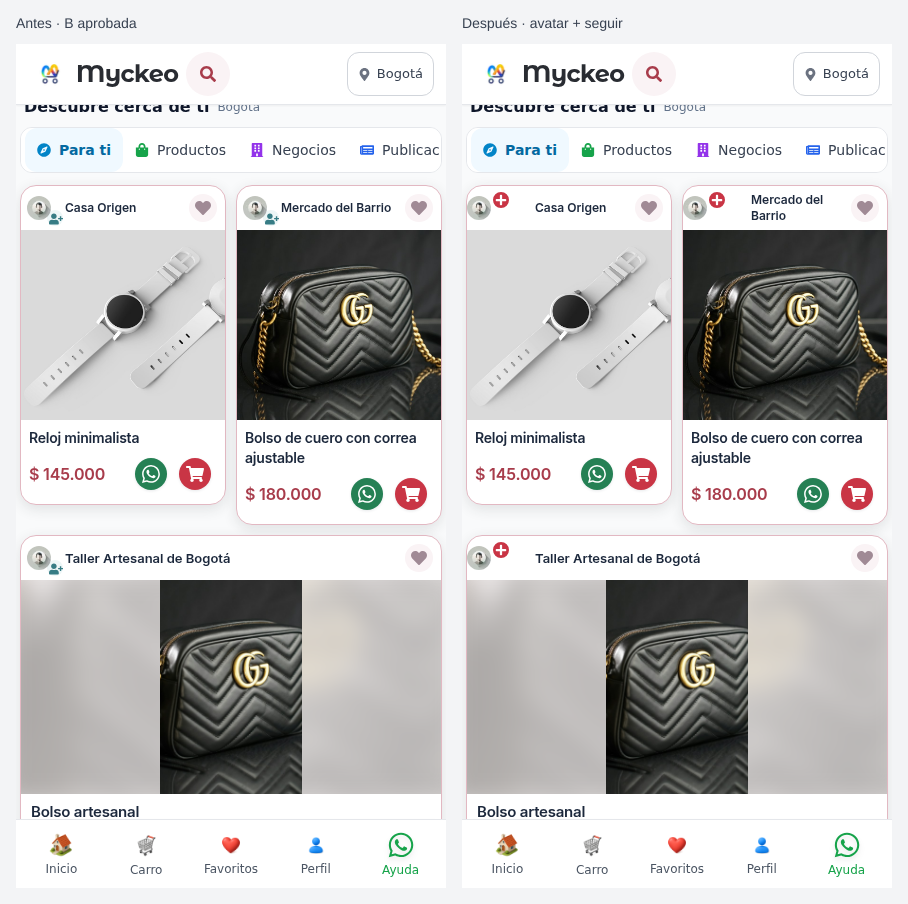 Antes · B aprobada
Myckeo
Bogotá
Descubre cerca de ti Bogotá
Para ti Productos Negocios Publicac
Casa Origen
Mercado del Barrio
Reloj minimalista
$ 145.000
Bolso de cuero con correa
ajustable
$ 180.000
Taller Artesanal de Bogotá
Bolso artesanal
Inicio Carro Favoritos Perfil Ayuda
Después · avatar + seguir
Myckeo
Bogotá
Descubre cerca de ti Bogotá
Para ti Productos Negocios Publicac
Casa Origen
Mercado del
Barrio
Reloj minimalista
$ 145.000
Bolso de cuero con correa
ajustable
$ 180.000
Taller Artesanal de Bogotá
Bolso artesanal
Inicio Carro Favoritos Perfil Ayuda